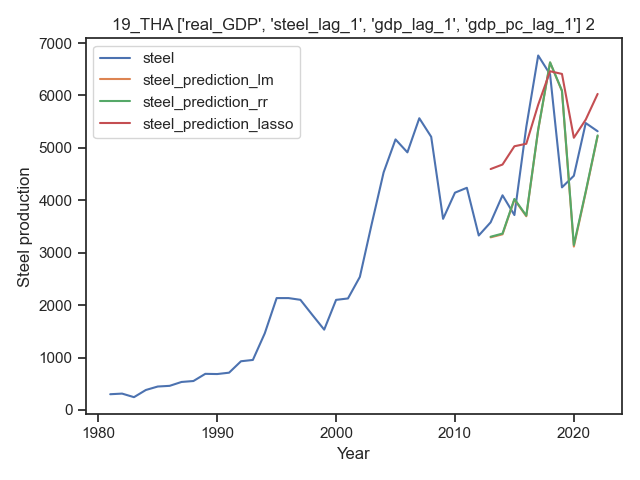 19_THA ['real_GDP', 'steel_lag_1', 'gdp_lag_1', 'gdp_pc_lag_1'] 2
steel
steel_prediction_lm
steel_prediction_rr
steel_prediction_lasso
Steel production
7000
6000
5000
4000
3000
2000
1000
0
1980
1990
2000
2010
2020
Year